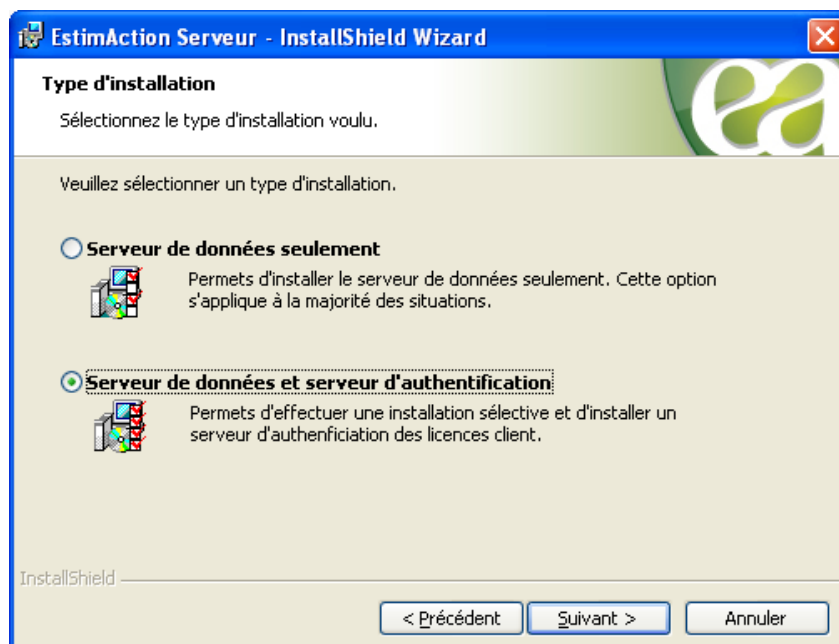 EstimAction Serveur - InstallShield Wizard
Type d'installation
Sélectionnez le type d'installation voulu.
ea
Veuillez sélectionner un type d'installation.
Serveur de données seulement
Permets d'installer le serveur de données seulement. Cette option
s'applique à la majorité des situations.
Serveur de données et serveur d'authentification
Permets d'effectuer une installation sélective et d'installer un
serveur d'authenficiation des licences client.
InstallShield
< Précédent
Suivant >
Annuler